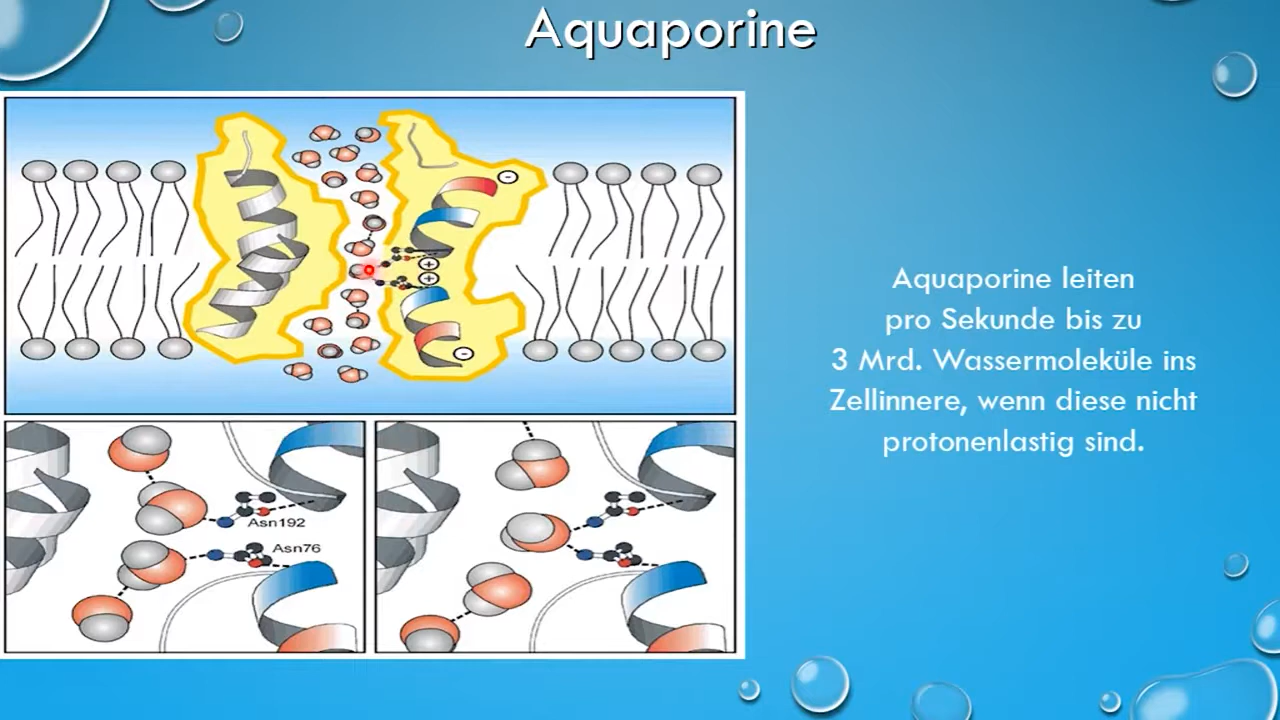 Aquaporine
-
+
+
-
Asn192
Asn76
Aquaporine leiten
pro Sekunde bis zu
3 Mrd. Wassermoleküle ins
Zellinnere, wenn diese nicht
protonenlastig sind.